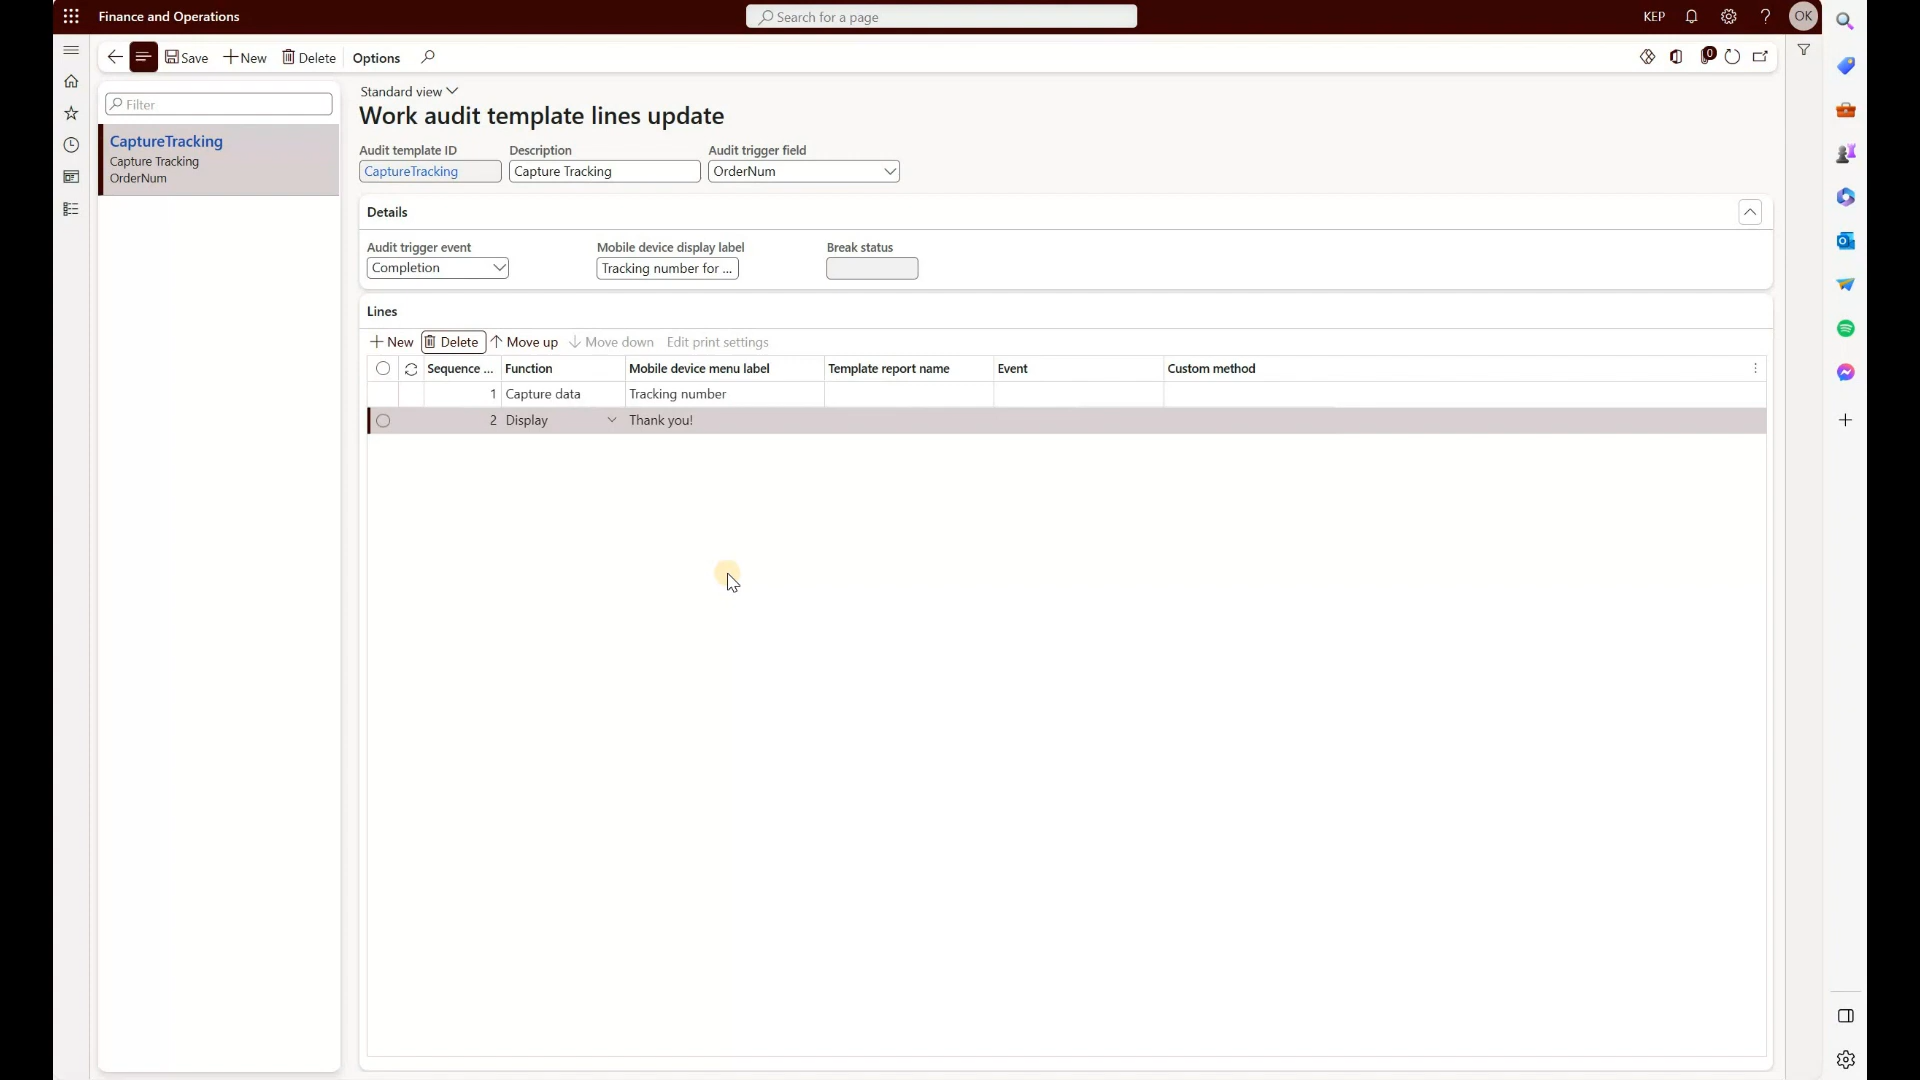 Finance and Operations
Search for a page
KEP
OK
Save
New
Delete
Options
0
Filter
CaptureTracking
Capture Tracking
OrderNum
Standard view
Work audit template lines update
Audit template ID
Description
Audit trigger field
CaptureTracking
Capture Tracking
OrderNum
Details
Audit trigger event
Mobile device display label
Break status
Completion
Tracking number for ...
Lines
New
Delete
Move up
Move down
Edit print settings
Sequence ...
Function
Mobile device menu label
Template report name
Event
Custom method
1
Capture data
Tracking number
2
Display
Thank you!